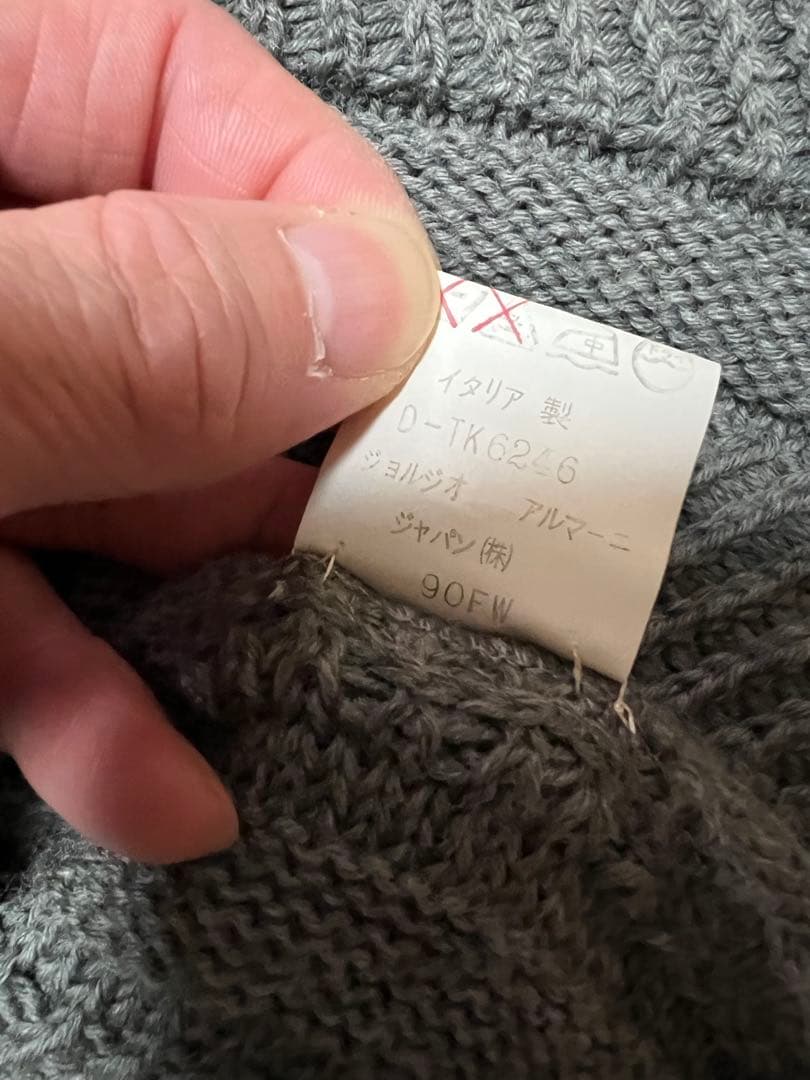 中
イタリア 製
D-TK6246
ジョルジオ アルマーニ
ジャパン(株)
90FW